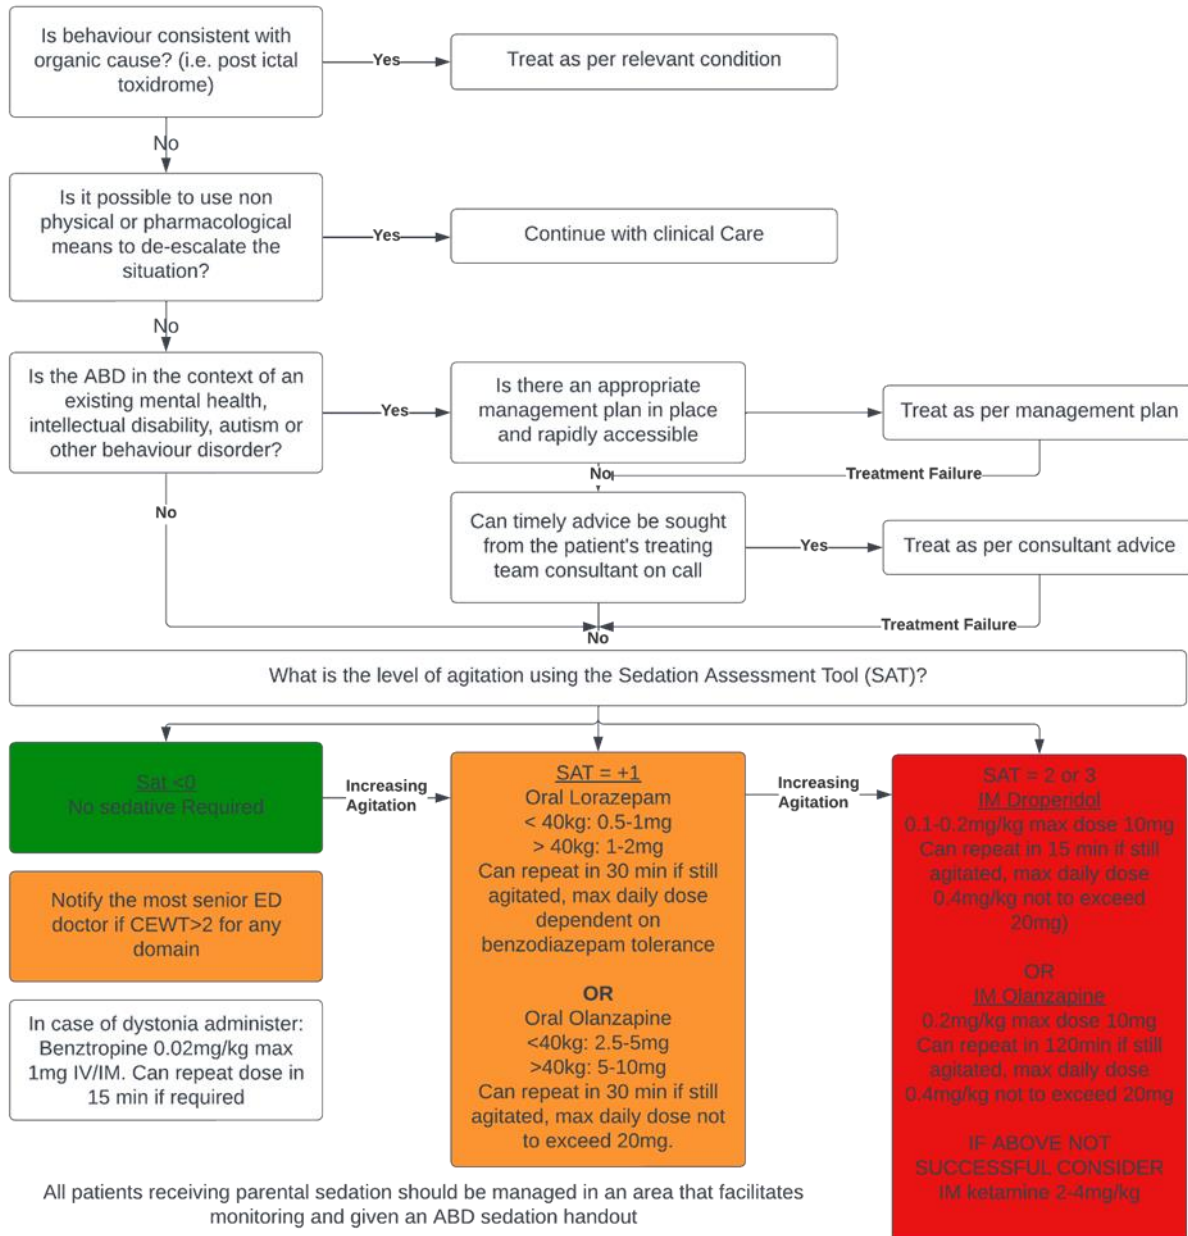 Is behaviour consistent with
organic cause? (i.e. post ictal
toxidrome)
Yes
Treat as per relevant condition
No
Is it possible to use non
physical or pharmacological
means to de-escalate the
situation?
Yes
Continue with clinical Care
No
Is the ABD in the context of an
existing mental health,
intellectual disability, autism or
other behaviour disorder?
Yes
Is there an appropriate
management plan in place
and rapidly accessible
Treat as per management plan
No
Treatment Failure
No
Can timely advice be sought
from the patient's treating
team consultant on call
Yes
Treat as per consultant advice
No
Treatment Failure
What is the level of agitation using the Sedation Assessment Tool (SAT)?
Sat <0
No sedative Required
Increasing
Agitation
SAT = +1
Oral Lorazepam
< 40kg: 0.5-1mg
> 40kg: 1-2mg
Can repeat in 30 min if still
agitated, max daily dose
dependent on
benzodiazepam tolerance
OR
Oral Olanzapine
<40kg: 2.5-5mg
>40kg: 5-10mg
Can repeat in 30 min if still
agitated, max daily dose not
to exceed 20mg.
Increasing
Agitation
SAT = 2 or 3
IM Droperidol
0.1-0.2mg/kg max dose 10mg
Can repeat in 15 min if still
agitated, max daily dose
0.4mg/kg not to exceed
20mg)
OR
IM Olanzapine
0.2mg/kg max dose 10mg
Can repeat in 120min if still
agitated, max daily dose
0.4mg/kg not to exceed 20mg
IF ABOVE NOT
SUCCESSFUL CONSIDER
IM ketamine 2-4mg/kg
Notify the most senior ED
doctor if CEWT>2 for any
domain
In case of dystonia administer:
Benztropine 0.02mg/kg max
1mg IV/IM. Can repeat dose in
15 min if required
All patients receiving parental sedation should be managed in an area that facilitates
monitoring and given an ABD sedation handout